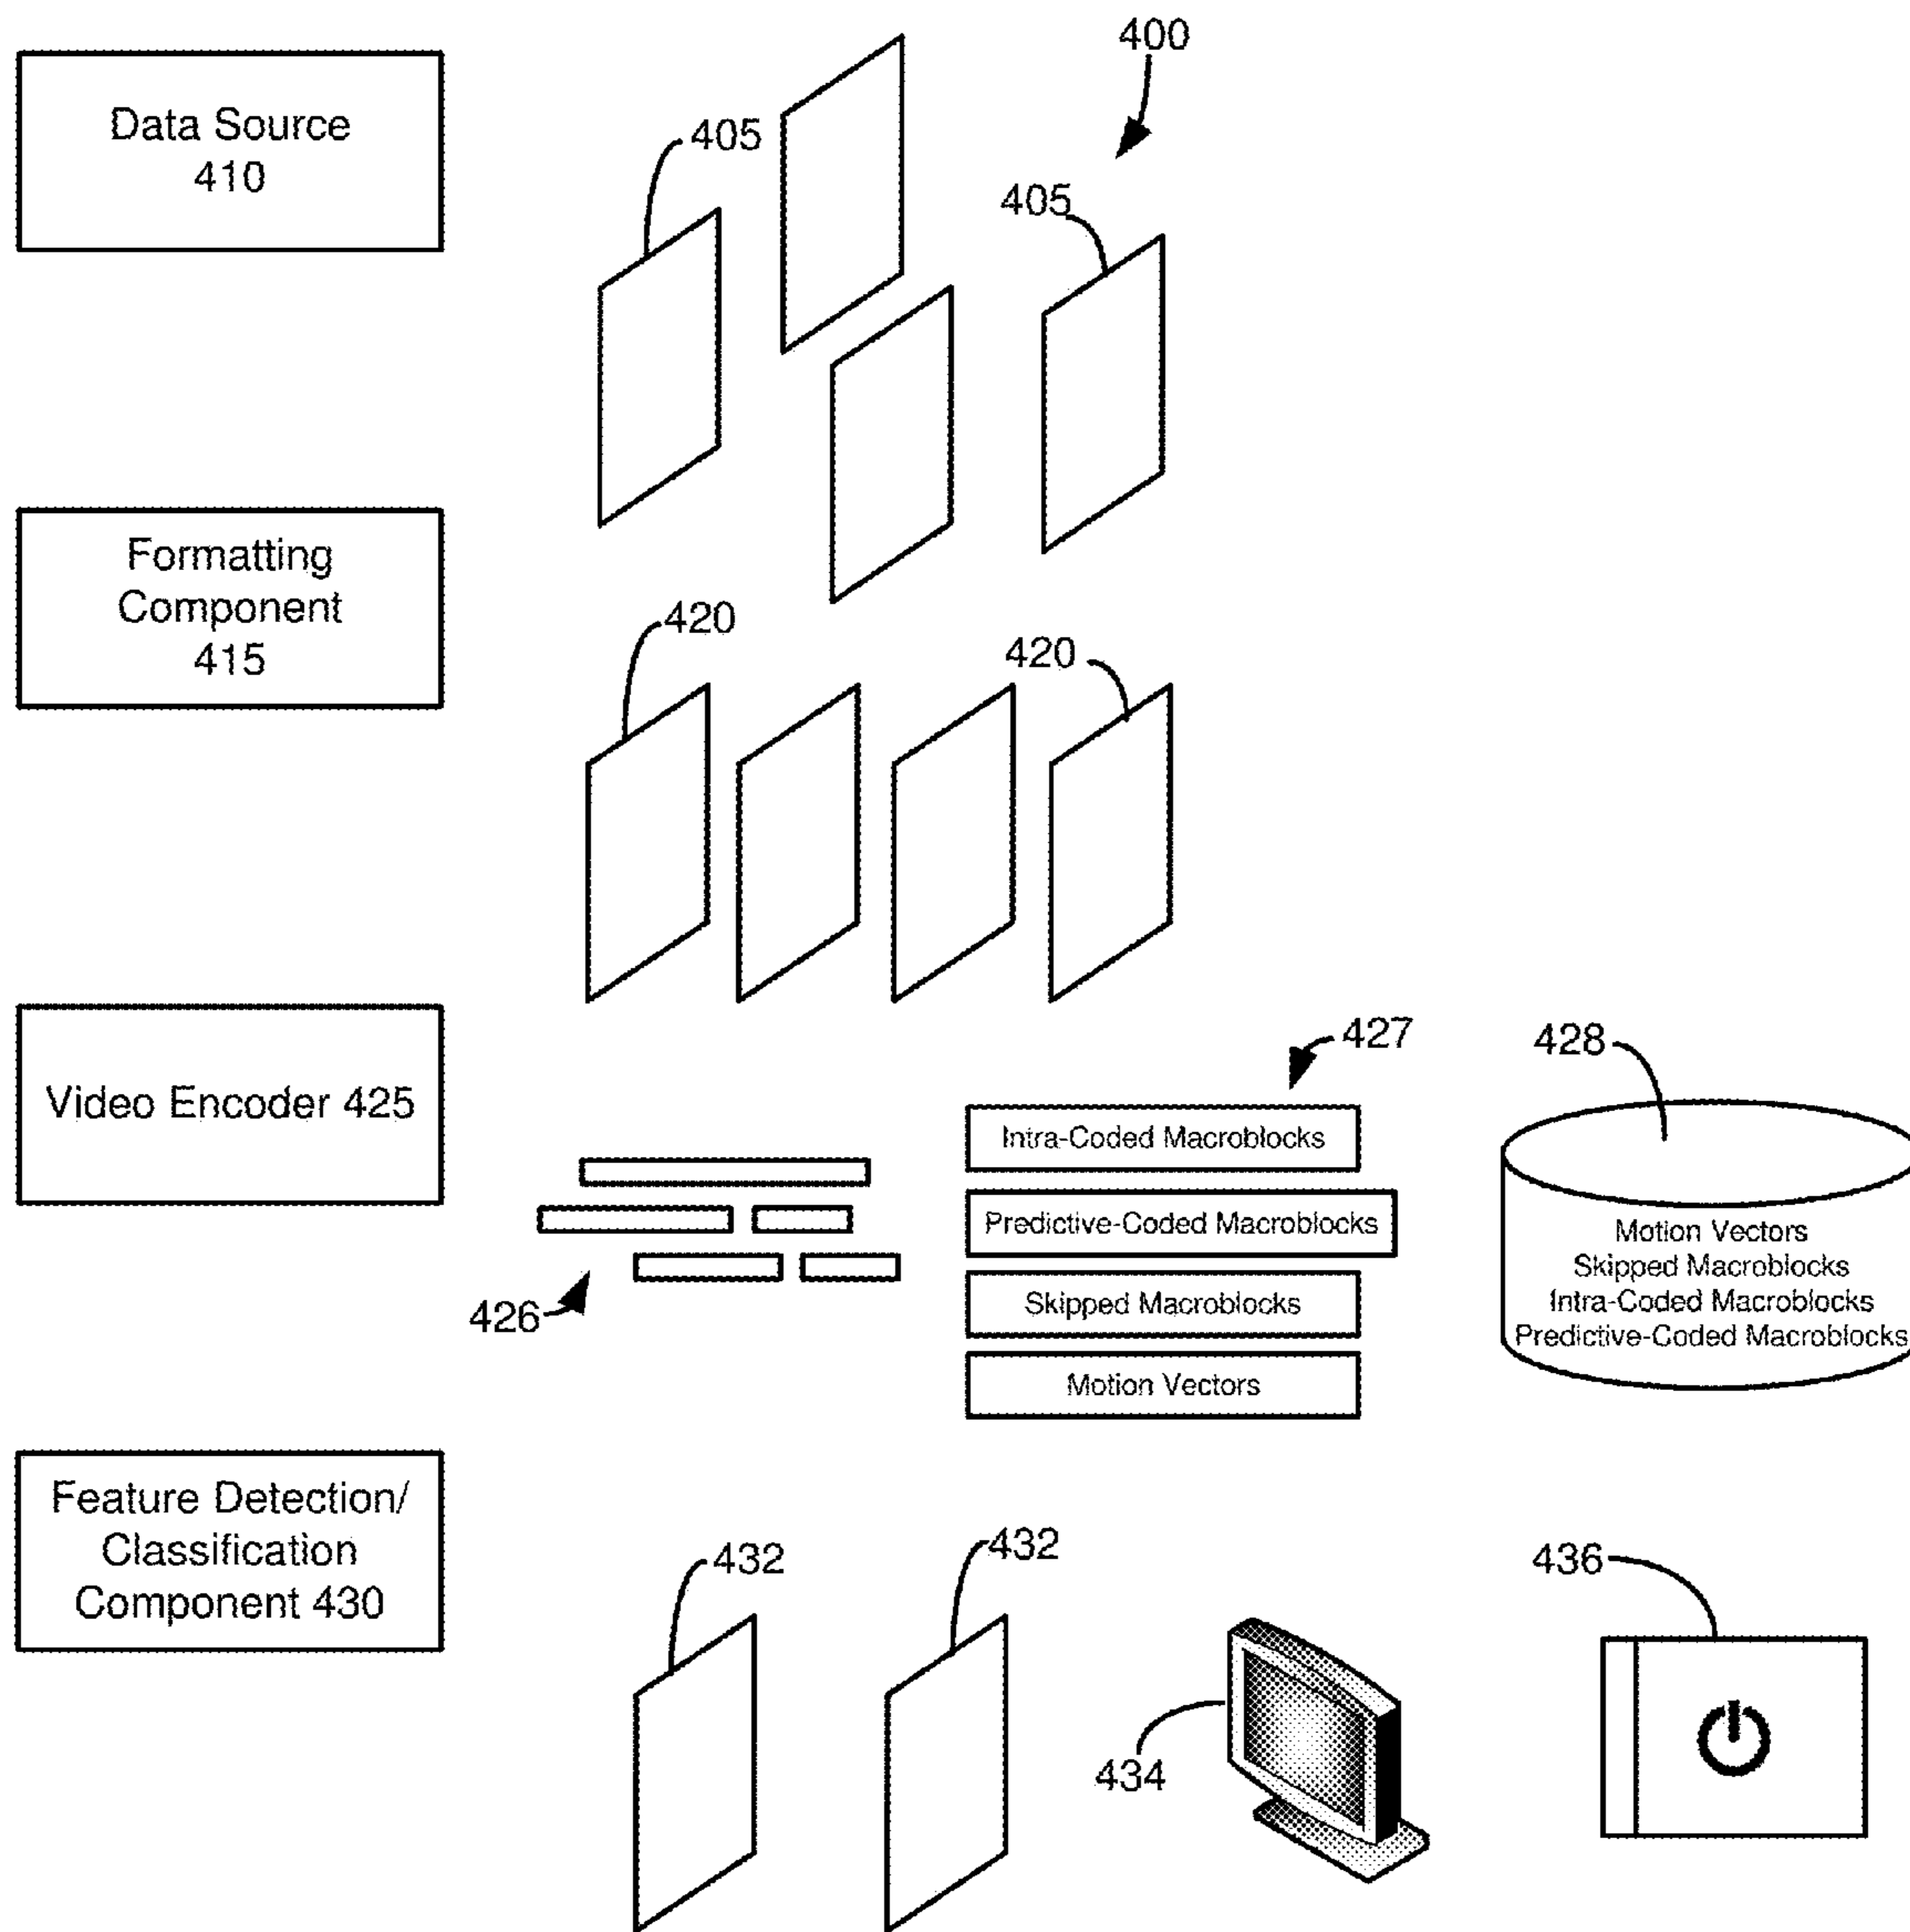 400
Data Source
410
405
405
Formatting
Component
415
420
420
Video Encoder 425
427
428
Intra-Coded Macroblocks
Predictive-Coded Macroblocks
Skipped Macroblocks
Motion Vectors
426
Motion Vectors
Skipped Macroblocks
Intra-Coded Macroblocks
Predictive-Coded Macroblocks
Feature Detection/
Classification
Component 430
432
432
434
436